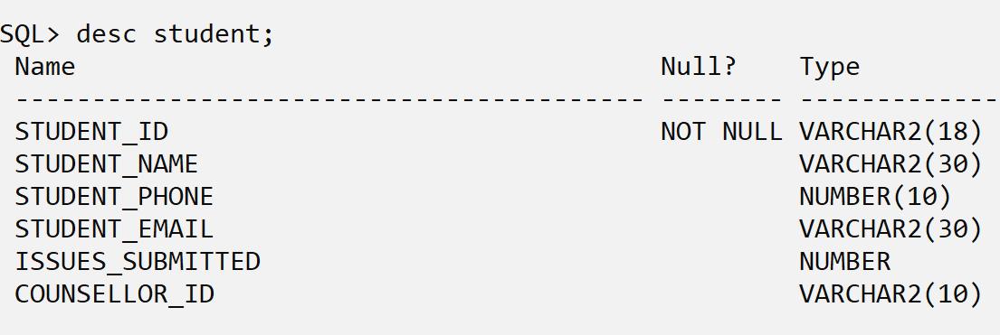 SQL> desc student;
Name Null? Type
----------------------------------------- -------- -------------
STUDENT_ID NOT NULL VARCHAR2(18)
STUDENT_NAME VARCHAR2(30)
STUDENT_PHONE NUMBER(10)
STUDENT_EMAIL VARCHAR2(30)
ISSUES_SUBMITTED NUMBER
COUNSELLOR_ID VARCHAR2(10)